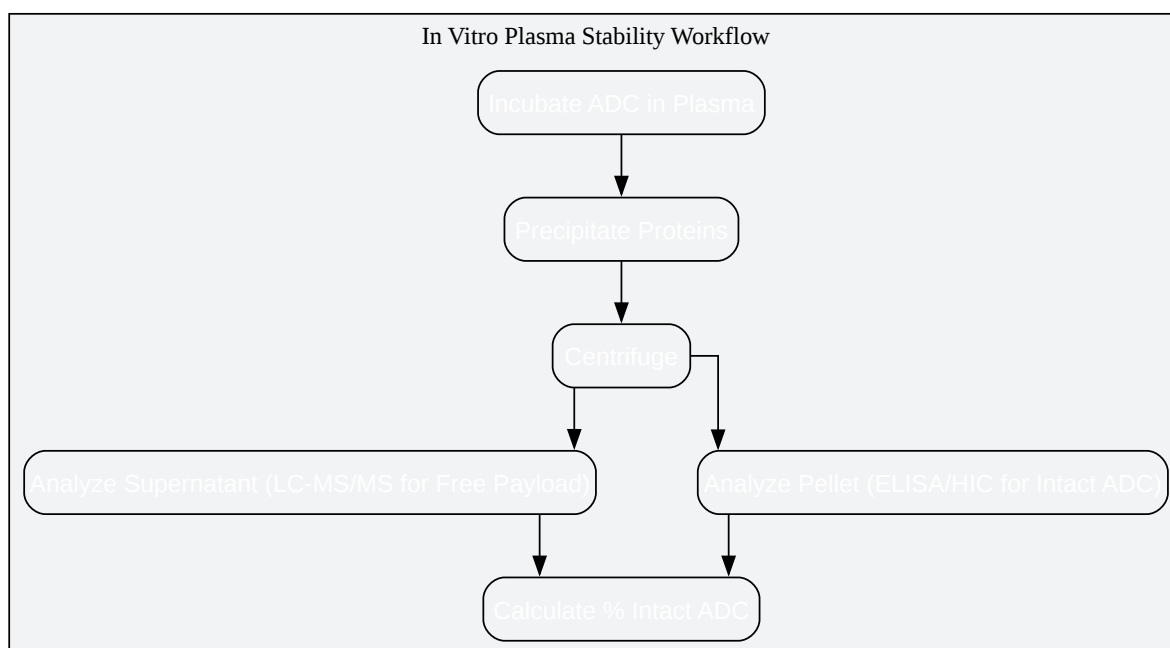 In Vitro Plasma Stability Workflow
Incubate ADC in Plasma
Precipitate Proteins
Centrifuge
Analyze Supernatant (LC-MS/MS for Free Payload)
Analyze Pellet (ELISA/HIC for Intact ADC)
Calculate % Intact ADC